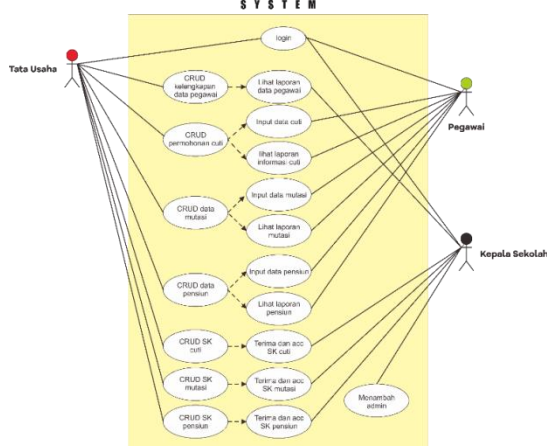 SYSTEM
login
Tata Usaha
CRUD
kelengkapan
data pegawai
Lihat laporan
data pegawai
Pegawai
CRUD
permohonan cuti
Input data cuti
lihat laporan
informasi cuti
CRUD data
mutasi
Input data mutasi
Lihat laporan
mutasi
Kepala Sekolah
CRUD data
pensiun
Input data pensiun
Lihat laporan
pensiun
CRUD SK
cuti
Terima dan acc
SK cuti
CRUD SK
mutasi
Terima dan acc
SK mutasi
Monambah
admin
CRUD SK
pensiun
Terima dan acc
SK pensiun